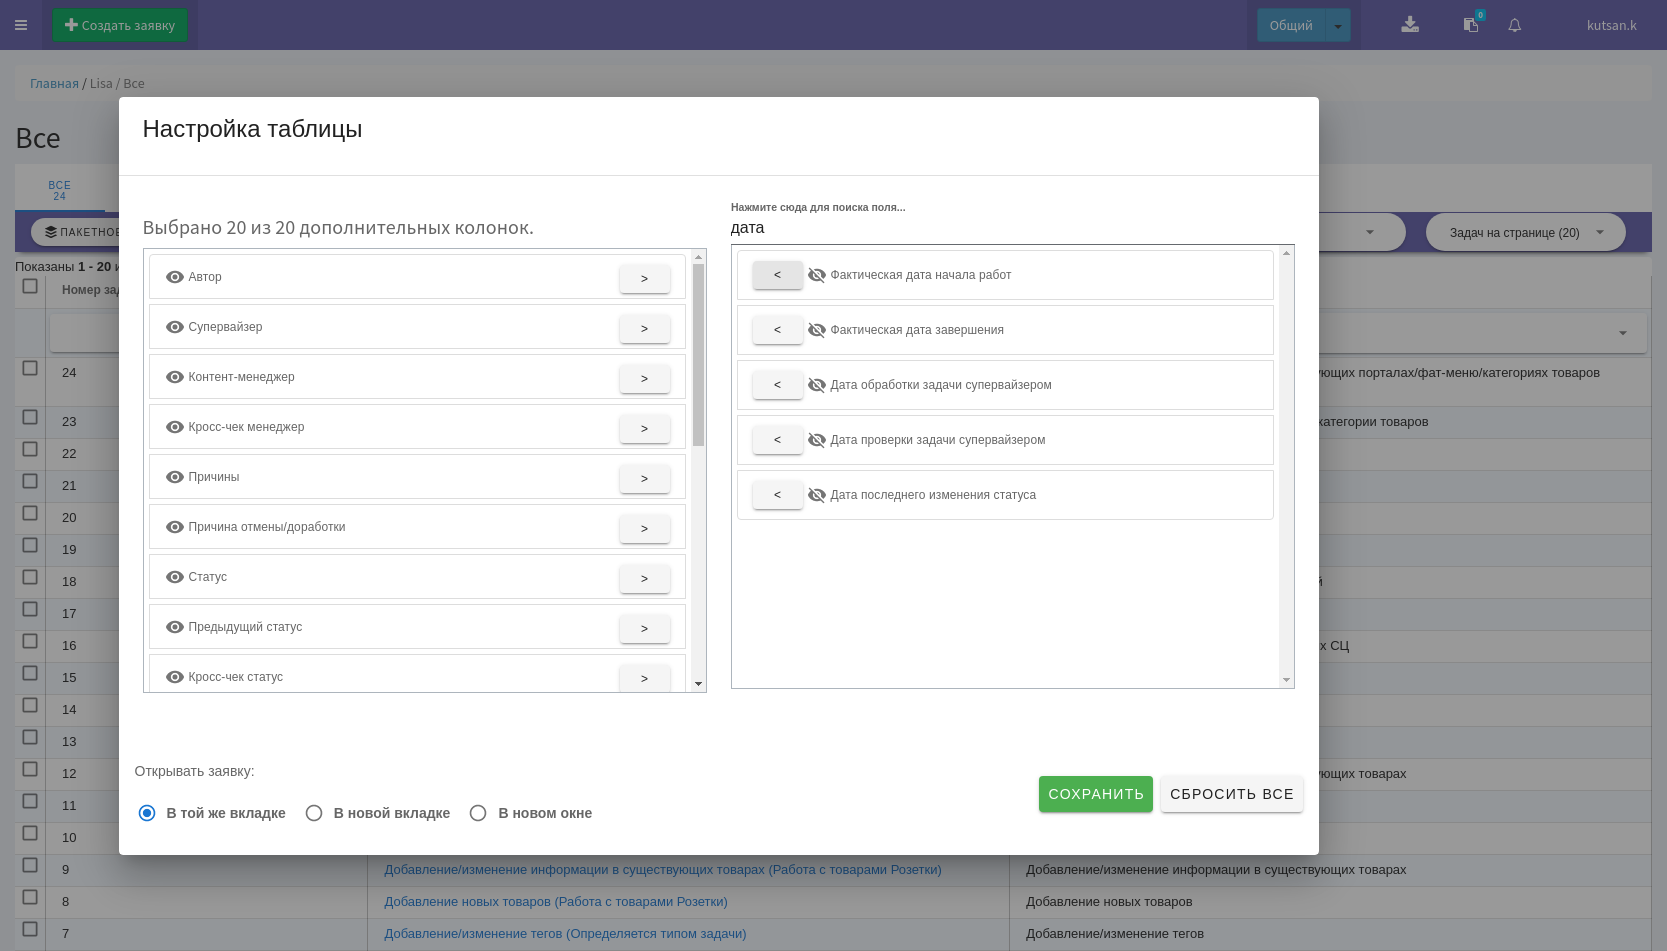 Создать заявку
Общий
0
kutsan.k
Главная / Lisa / Все
Все
ВСЕ
24
ПАКЕТНОЕ
Задач на странице (20)
Показаны 1 - 20 и
Номер зад
Настройка таблицы
Выбрано 20 из 20 дополнительных колонок.
Автор >
Супервайзер >
Контент-менеджер >
Кросс-чек менеджер >
Причины >
Причина отмены/доработки >
Статус >
Предыдущий статус >
Кросс-чек статус >
Нажмите сюда для поиска поля...
дата
< Фактическая дата начала работ
< Фактическая дата завершения
< Дата обработки задачи супервайзером
< Дата проверки задачи супервайзером
< Дата последнего изменения статуса
Открывать заявку:
В той же вкладке В новой вкладке В новом окне
СОХРАНИТЬ СБРОСИТЬ ВСЕ
24 ующих порталах/фат-меню/категориях товаров
23 категории товаров
22
21
20
19
18 й
17
16 х СЦ
15
14
13
12 ующих товарах
11
10
9 Добавление/изменение информации в существующих товарах (Работа с товарами Розетки) Добавление/изменение информации в существующих товарах
8 Добавление новых товаров (Работа с товарами Розетки) Добавление новых товаров
7 Добавление/изменение тегов (Определяется типом задачи) Добавление/изменение тегов